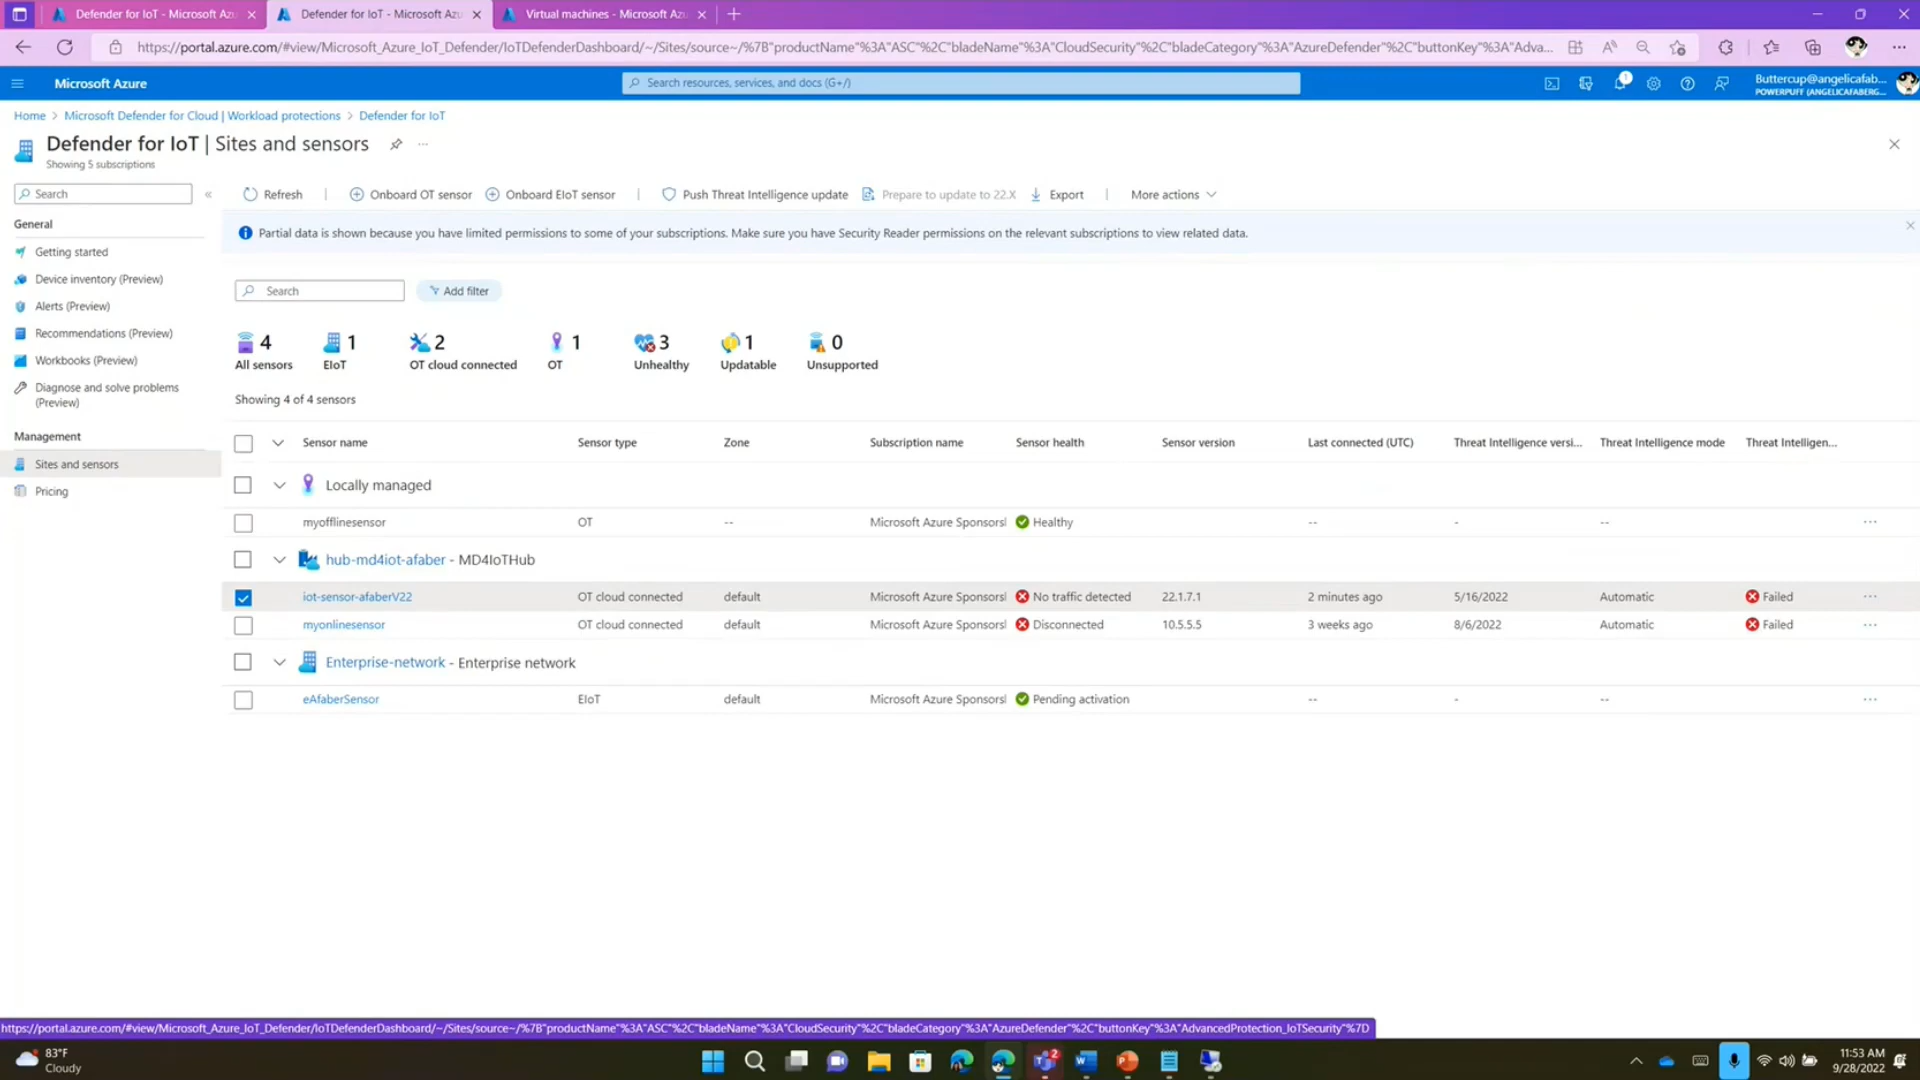 Defender for IoT - Microsoft Azu
Defender for IoT - Microsoft Azu
Virtual machines - Microsoft Azu
https://portal.azure.com/#view/Microsoft_Azure_IoT_Defender/IoTDefenderDashboard/~/Sites/source~/%7B"productName"%3A"ASC"%2C"bladeName"%3A"CloudSecurity"%2C"bladeCategory"%3A"AzureDefender"%2C"buttonKey"%3A"Adva...
Microsoft Azure
Search resources, services, and docs (G+/)
1
Buttercup@angelicafab...
POWERPUFF (ANGELICAFABERG...
Home > Microsoft Defender for Cloud | Workload protections > Defender for IoT
Defender for IoT | Sites and sensors
Showing 5 subscriptions
Search
Refresh
Onboard OT sensor
Onboard EIoT sensor
Push Threat Intelligence update
Prepare to update to 22.X
Export
More actions
General
Getting started
Device inventory (Preview)
Alerts (Preview)
Recommendations (Preview)
Workbooks (Preview)
Diagnose and solve problems
(Preview)
Management
Sites and sensors
Pricing
Partial data is shown because you have limited permissions to some of your subscriptions. Make sure you have Security Reader permissions on the relevant subscriptions to view related data.
Search
Add filter
4 1 2 1 3 1 0
All sensors EIoT OT cloud connected OT Unhealthy Updatable Unsupported
Showing 4 of 4 sensors
Sensor name Sensor type Zone Subscription name Sensor health Sensor version Last connected (UTC) Threat Intelligence versi... Threat Intelligence mode Threat Intelligen...
Locally managed
myofflinesensor OT -- Microsoft Azure Sponsorsl Healthy -- - --
hub-md4iot-afaber - MD4IoTHub
iot-sensor-afaberV22 OT cloud connected default Microsoft Azure Sponsorsl No traffic detected 22.1.7.1 2 minutes ago 5/16/2022 Automatic Failed
myonlinesensor OT cloud connected default Microsoft Azure Sponsorsl Disconnected 10.5.5.5 3 weeks ago 8/6/2022 Automatic Failed
Enterprise-network - Enterprise network
eAfaberSensor EIoT default Microsoft Azure Sponsorsl Pending activation -- - --
https://portal.azure.com/#view/Microsoft_Azure_IoT_Defender/IoTDefenderDashboard/~/Sites/source~/%7B"productName"%3A"ASC"%2C"bladeName"%3A"CloudSecurity"%2C"bladeCategory"%3A"AzureDefender"%2C"buttonKey"%3A"AdvancedProtection_IoTSecurity"%7D
83°F
Cloudy
2
11:53 AM
9/28/2022